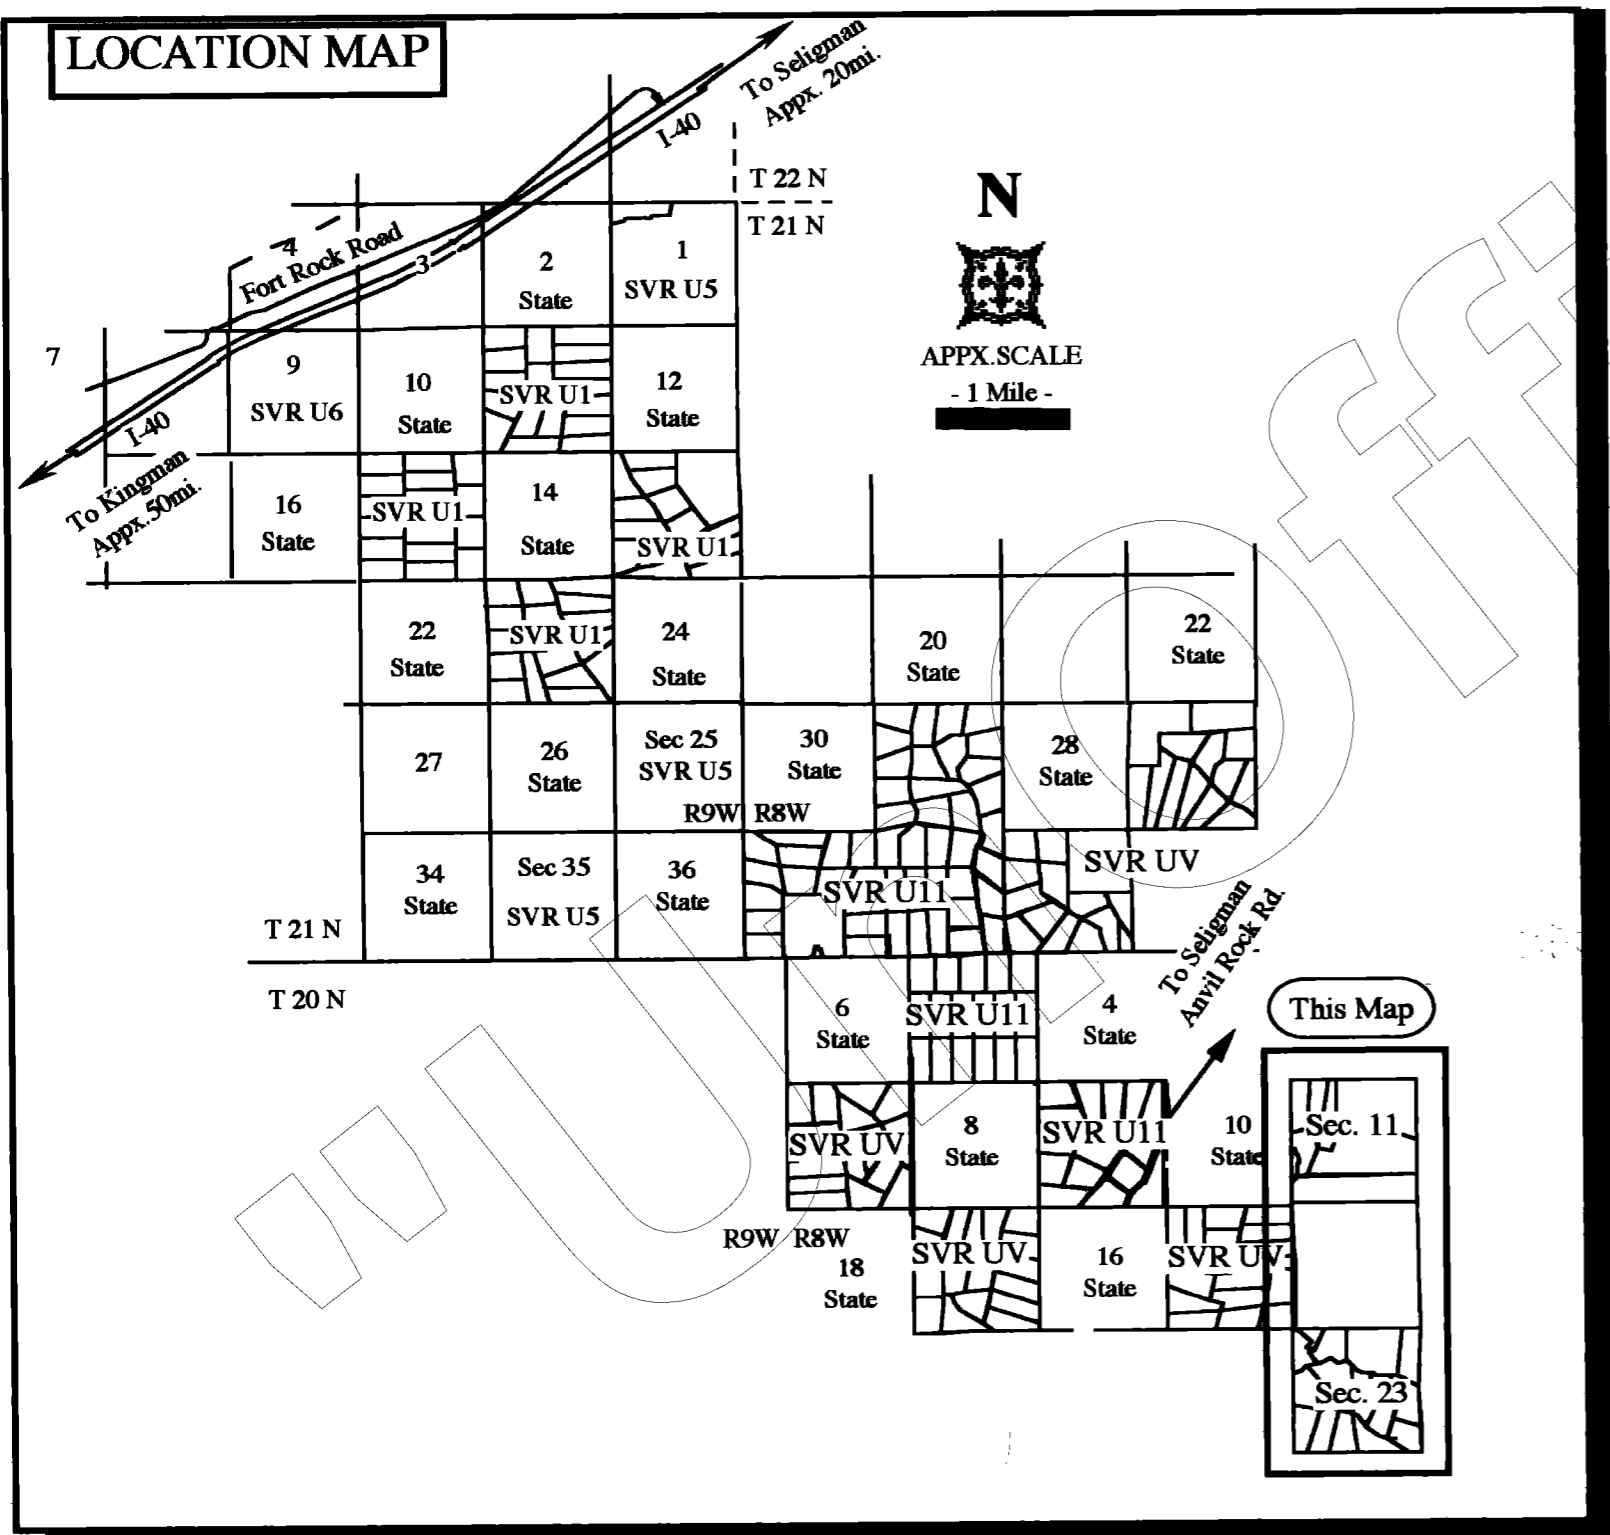 LOCATION MAP
To Seligman
Appx. 20mi.
I-40
T 22 N
T 21 N
N
4
Fort Rock Road
3
2
State
1
SVR U5
7
APPX.SCALE
- 1 Mile -
9
SVR U6
10
State
SVR U1
12
State
I-40
To Kingman
Appx.50mi.
16
State
SVR U1
14
State
SVR U1
22
State
SVR U1
24
State
20
State
22
State
27
26
State
Sec 25
SVR U5
30
State
28
State
R9W R8W
34
State
Sec 35
SVR U5
36
State
SVR U11
SVR UV
T 21 N
T 20 N
To Seligman
Anvil Rock Rd.
6
State
SVR U11
4
State
This Map
SVR UV
8
State
SVR U11
10
State
Sec. 11
R9W R8W
18
State
SVR UV
16
State
SVR UV
Sec. 23
"U
Offi